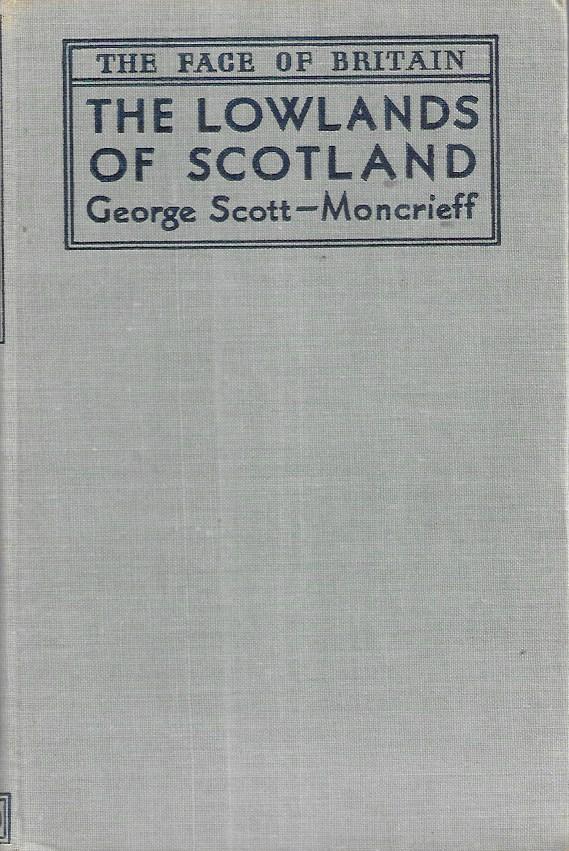 THE FACE OF BRITAIN
THE LOWLANDS
OF SCOTLAND
George Scott-Moncrieff